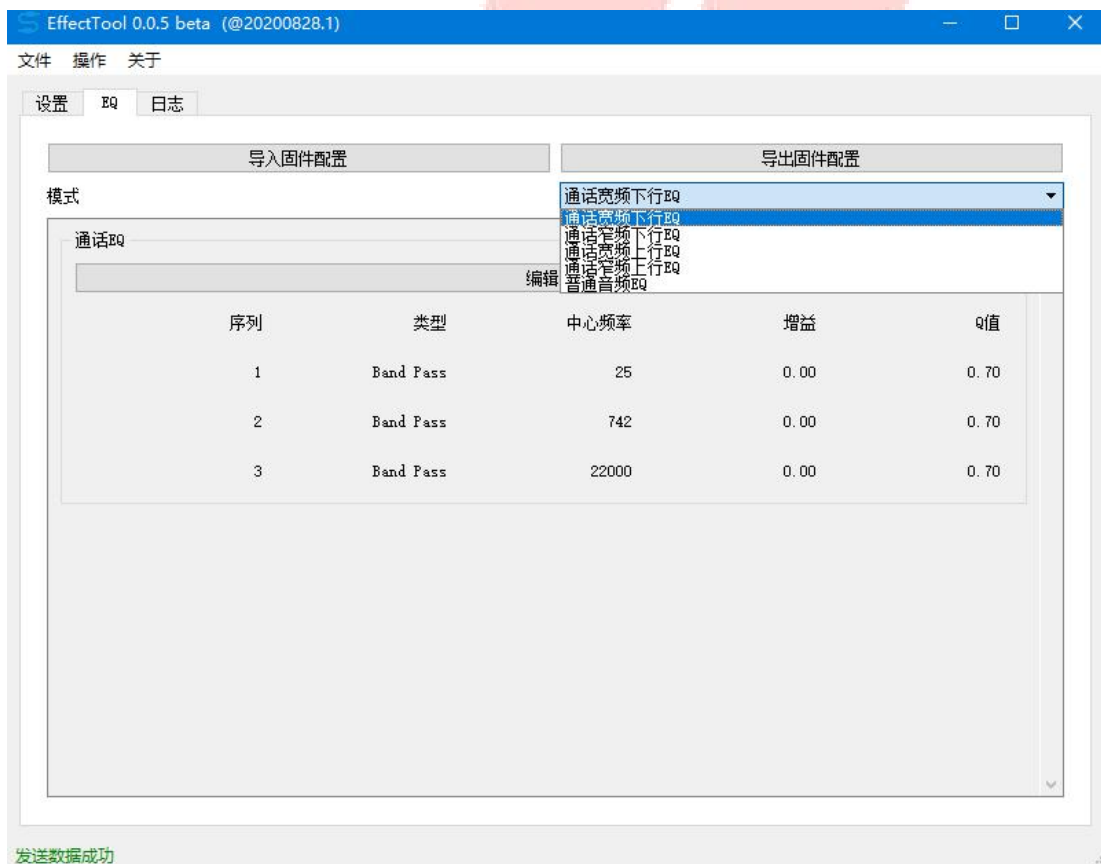 EffectTool 0.0.5 beta (@20200828.1)
文件 操作 关于
设置 EQ 日志
导入固件配置 导出固件配置
模式 通话宽频下行EQ
通话宽频下行EQ
通话窄频下行EQ
通话宽频上行EQ
通话窄频上行EQ
普通音频EQ
通话EQ
编辑
序列 类型 中心频率 增益 Q值
1 Band Pass 25 0.00 0.70
2 Band Pass 742 0.00 0.70
3 Band Pass 22000 0.00 0.70
发送数据成功